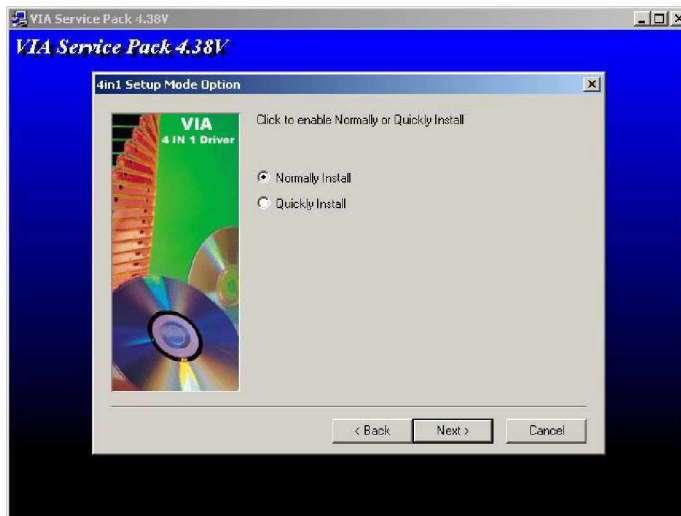 VIA Service Pack 4.38V
VIA Service Pack 4.38V
4in1 Setup Mode Option
VIA
4 IN 1 Driver
Click to enable Normally or Quickly Install
Normally Install
Quickly Install
< Back
Next >
Cancel